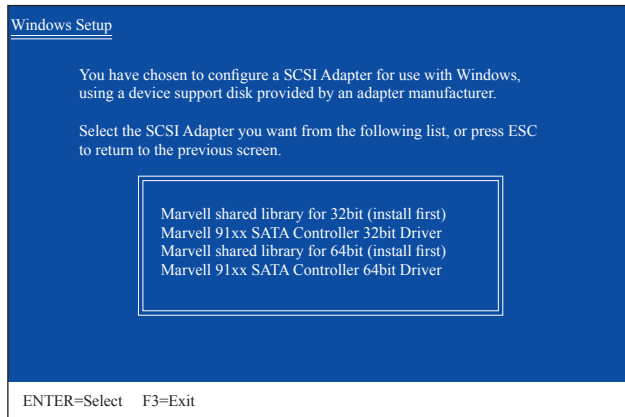 Windows Setup
You have chosen to configure a SCSI Adapter for use with Windows,
using a device support disk provided by an adapter manufacturer.
Select the SCSI Adapter you want from the following list, or press ESC
to return to the previous screen.
Marvell shared library for 32bit (install first)
Marvell 91xx SATA Controller 32bit Driver
Marvell shared library for 64bit (install first)
Marvell 91xx SATA Controller 64bit Driver
ENTER=Select F3=Exit